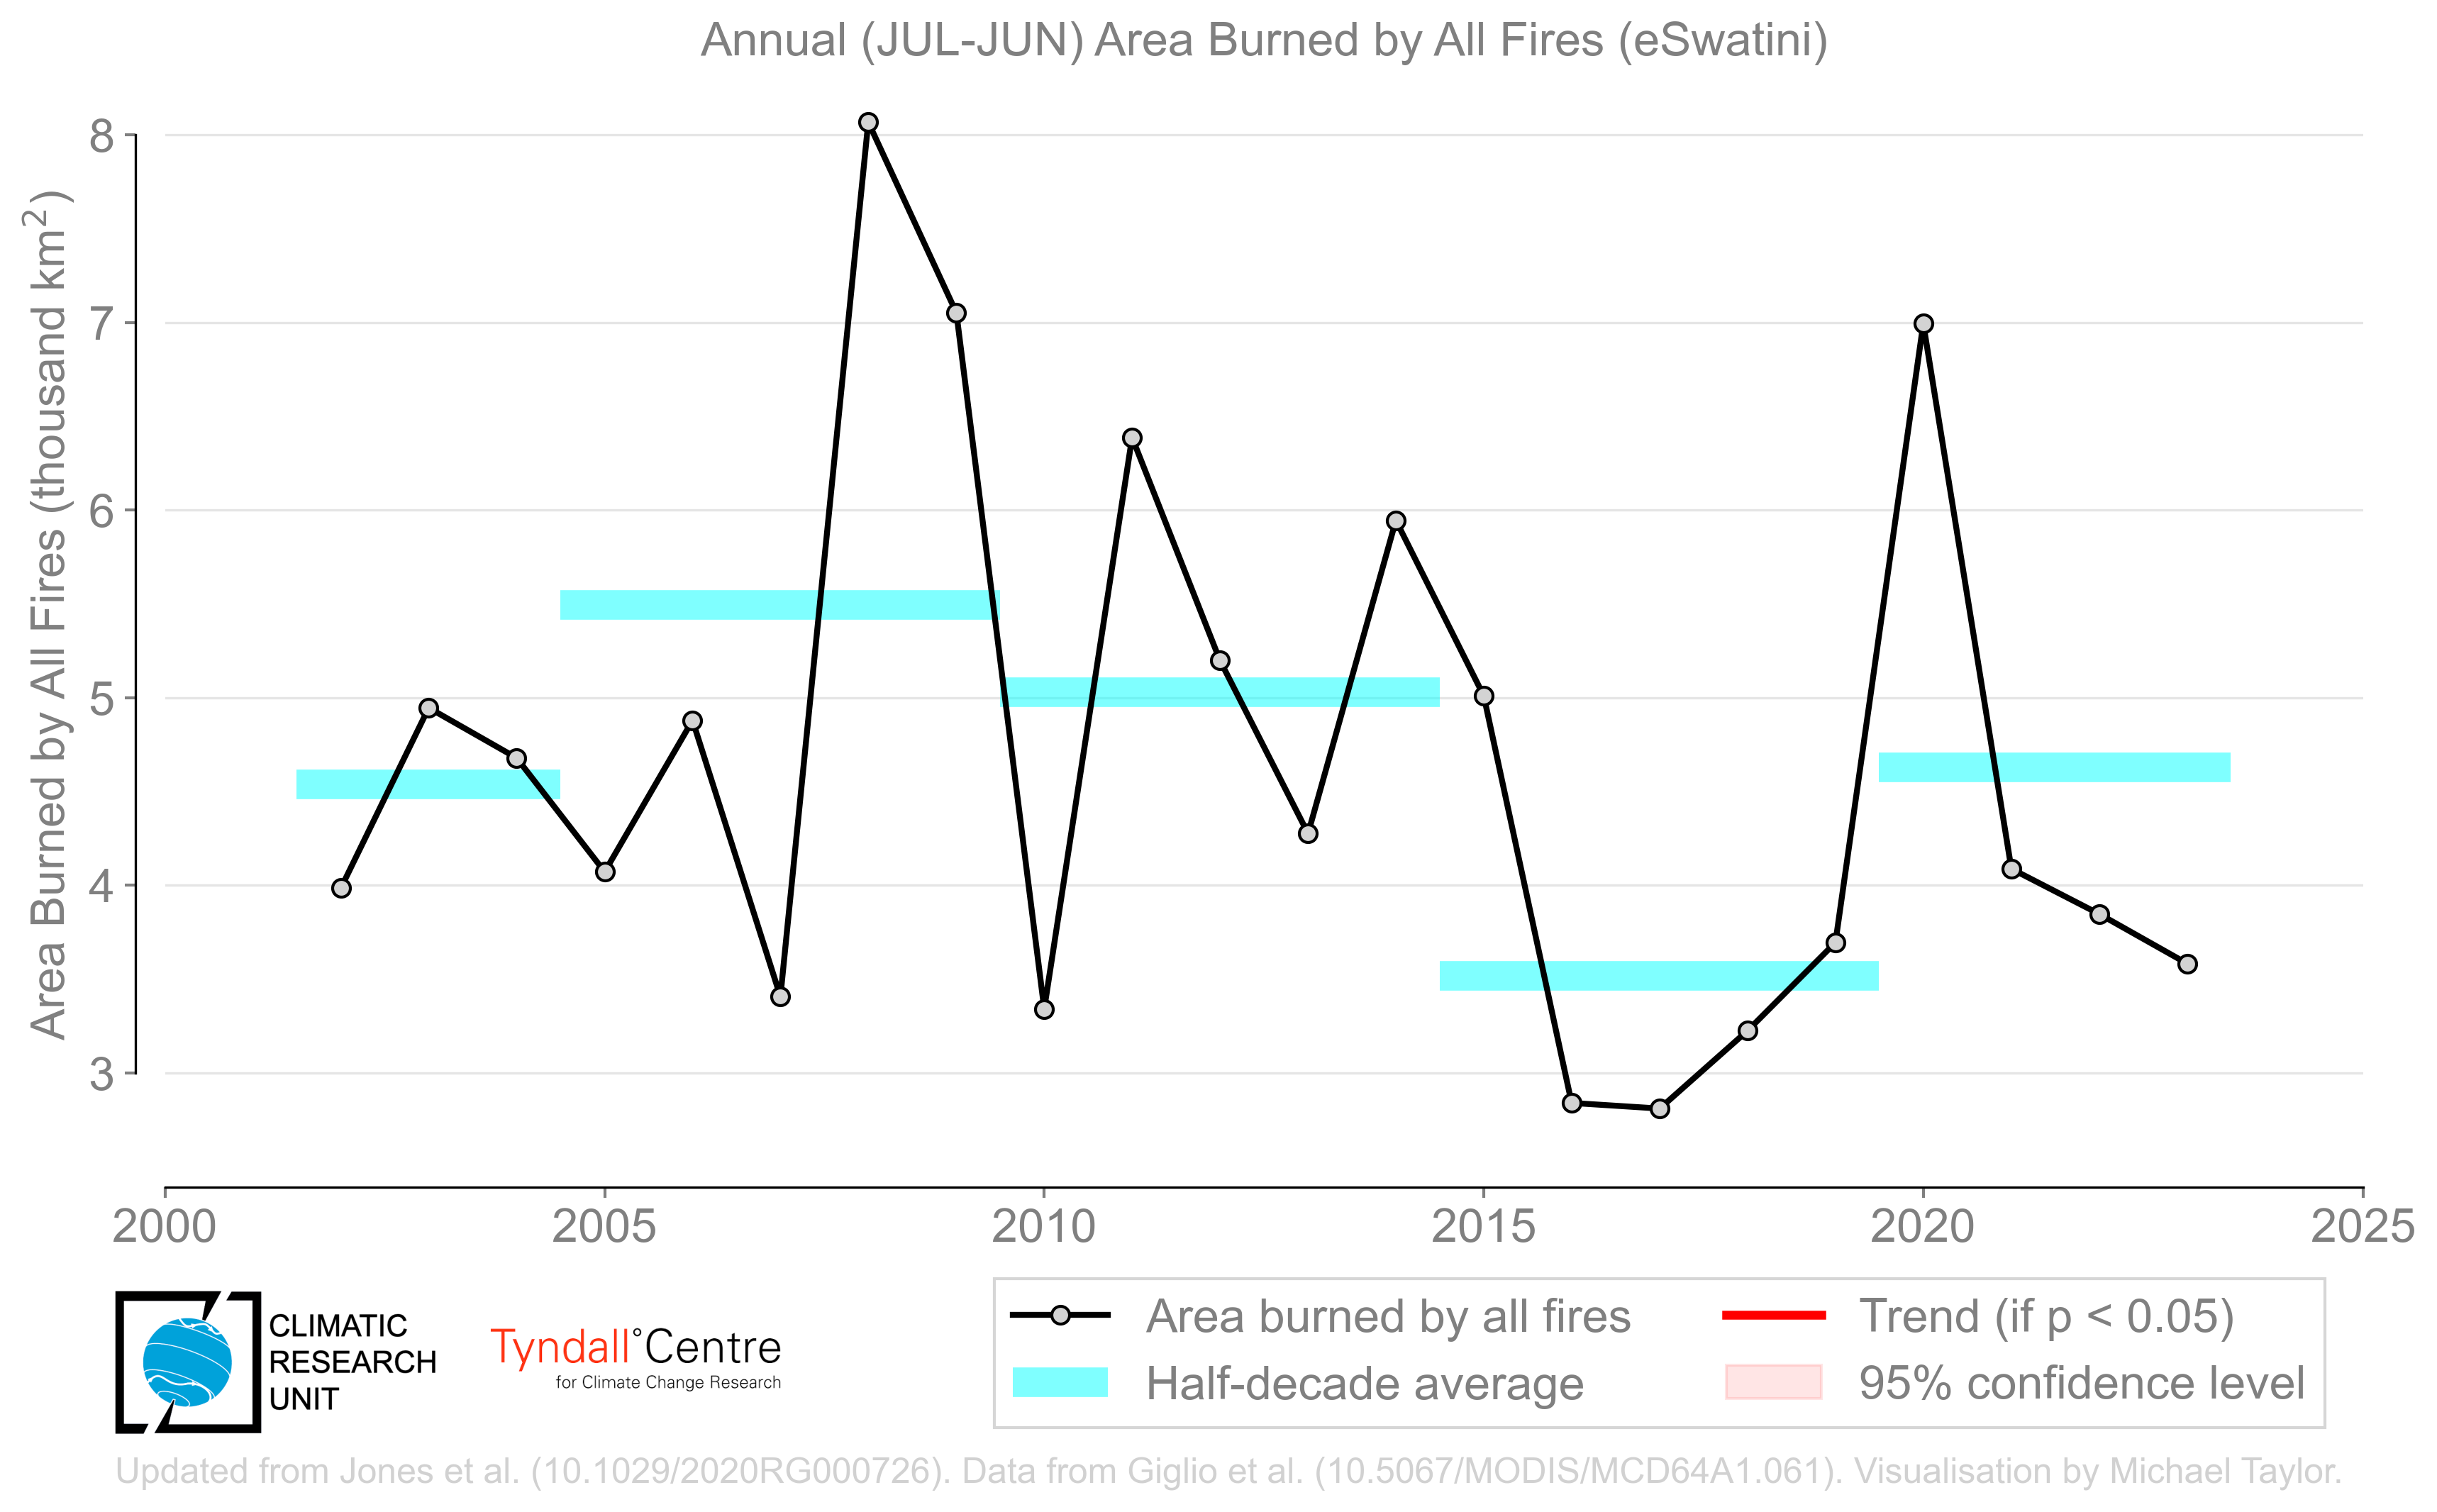 Annual (JUL-JUN) Area Burned by All Fires (eSwatini)
Area Burned by All Fires (thousand km²)
8
7
6
5
4
3
2000 2005 2010 2015 2020 2025
CLIMATIC
RESEARCH
UNIT
Tyndall°Centre
for Climate Change Research
Area burned by all fires
Half-decade average
Trend (if p < 0.05)
95% confidence level
Updated from Jones et al. (10.1029/2020RG000726). Data from Giglio et al. (10.5067/MODIS/MCD64A1.061). Visualisation by Michael Taylor.